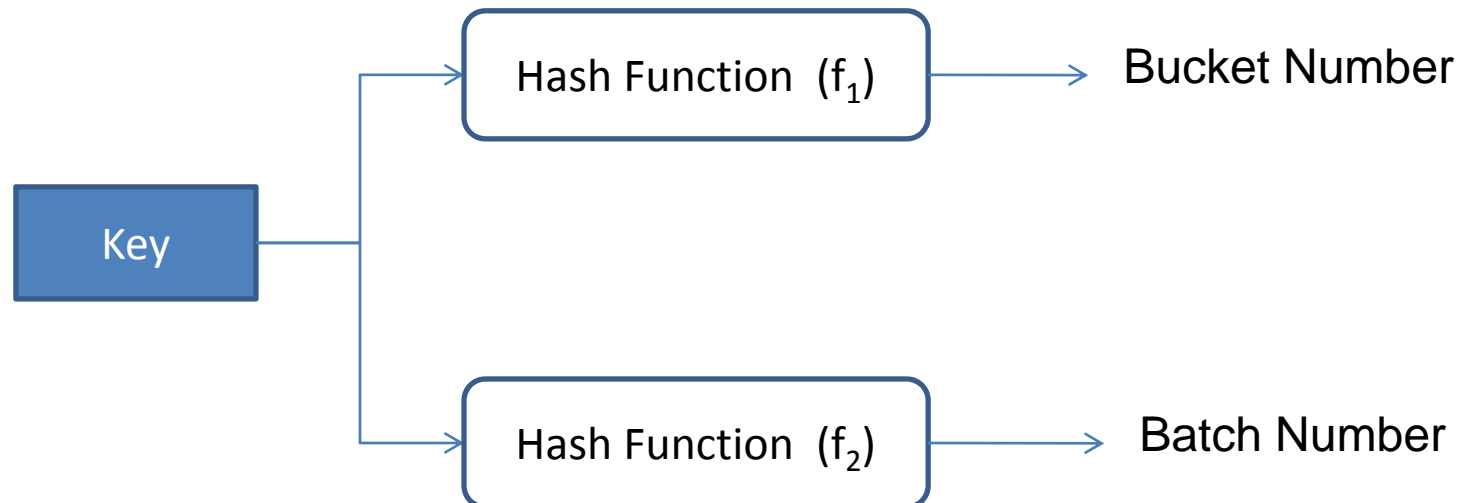 Hash Function (f₁)
Bucket Number
Key
Hash Function (f₂)
Batch Number